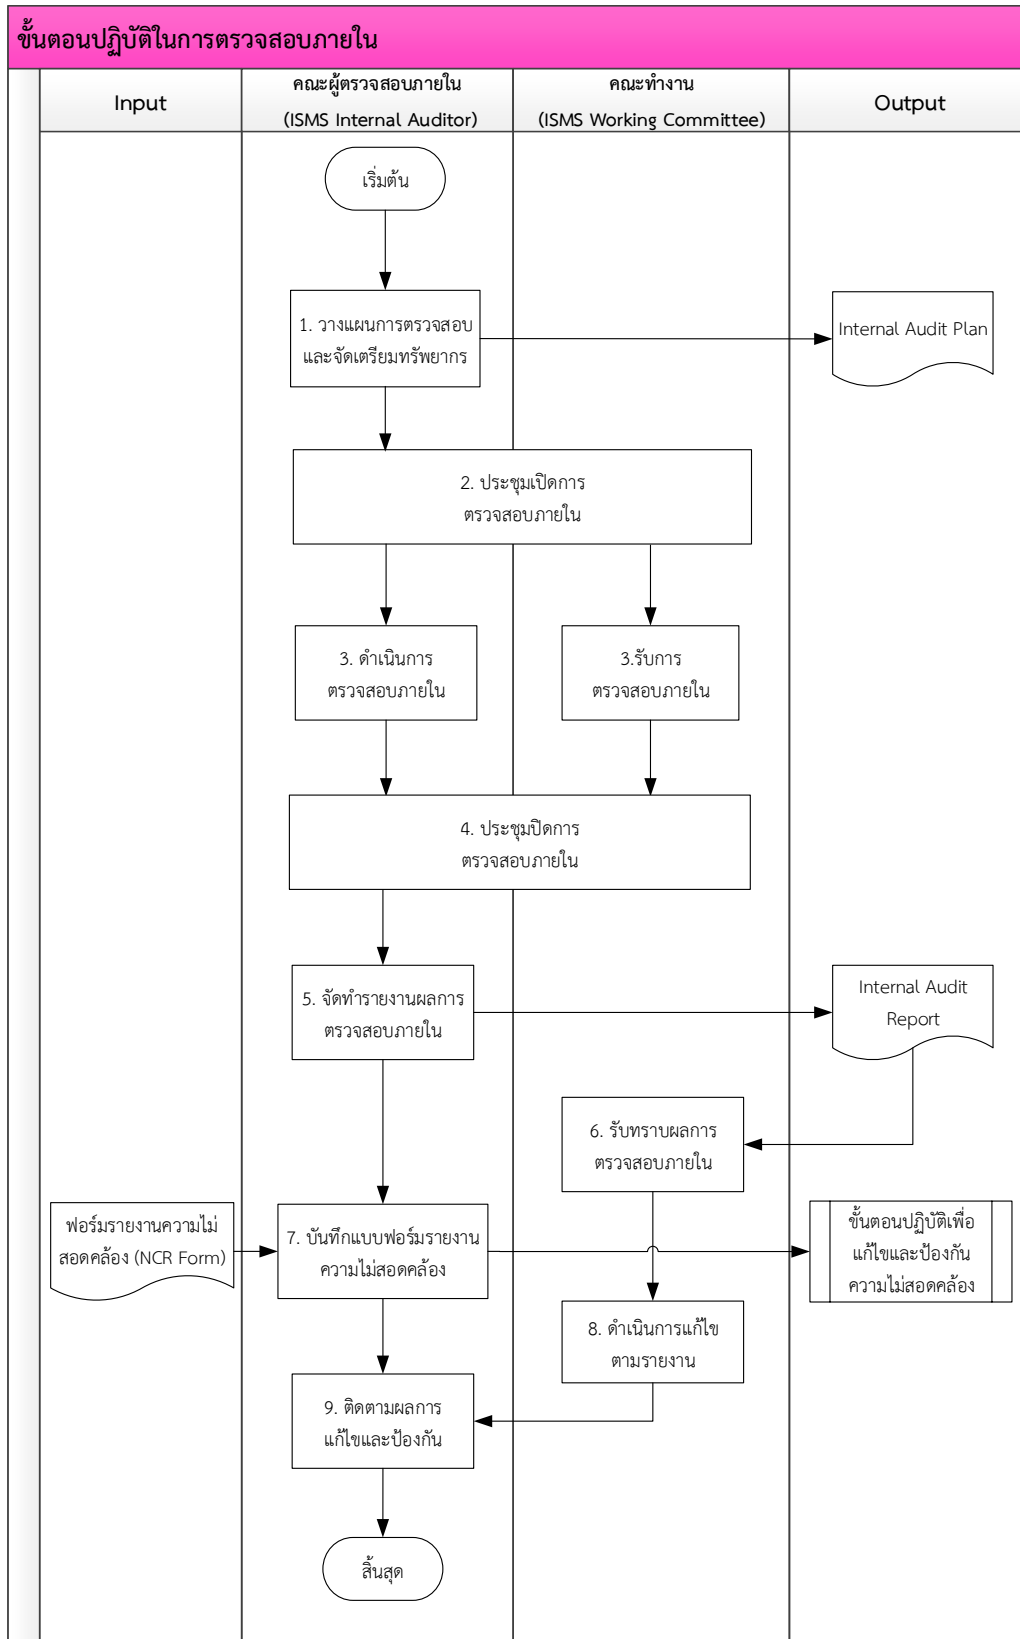 ขั้นตอนปฏิบัติในการตรวจสอบภายใน
Input
คณะผู้ตรวจสอบภายใน
(ISMS Internal Auditor)
คณะทำงาน
(ISMS Working Committee)
Output
เริ่มต้น
1. วางแผนการตรวจสอบ
และจัดเตรียมทรัพยากร
Internal Audit Plan
2. ประชุมเปิดการ
ตรวจสอบภายใน
3. ดำเนินการ
ตรวจสอบภายใน
3.รับการ
ตรวจสอบภายใน
4. ประชุมปิดการ
ตรวจสอบภายใน
5. จัดทำรายงานผลการ
ตรวจสอบภายใน
Internal Audit
Report
6. รับทราบผลการ
ตรวจสอบภายใน
ฟอร์มรายงานความไม่
สอดคล้อง (NCR Form)
7. บันทึกแบบฟอร์มรายงาน
ความไม่สอดคล้อง
ขั้นตอนปฏิบัติเพื่อ
แก้ไขและป้องกัน
ความไม่สอดคล้อง
8. ดำเนินการแก้ไข
ตามรายงาน
9. ติดตามผลการ
แก้ไขและป้องกัน
สิ้นสุด